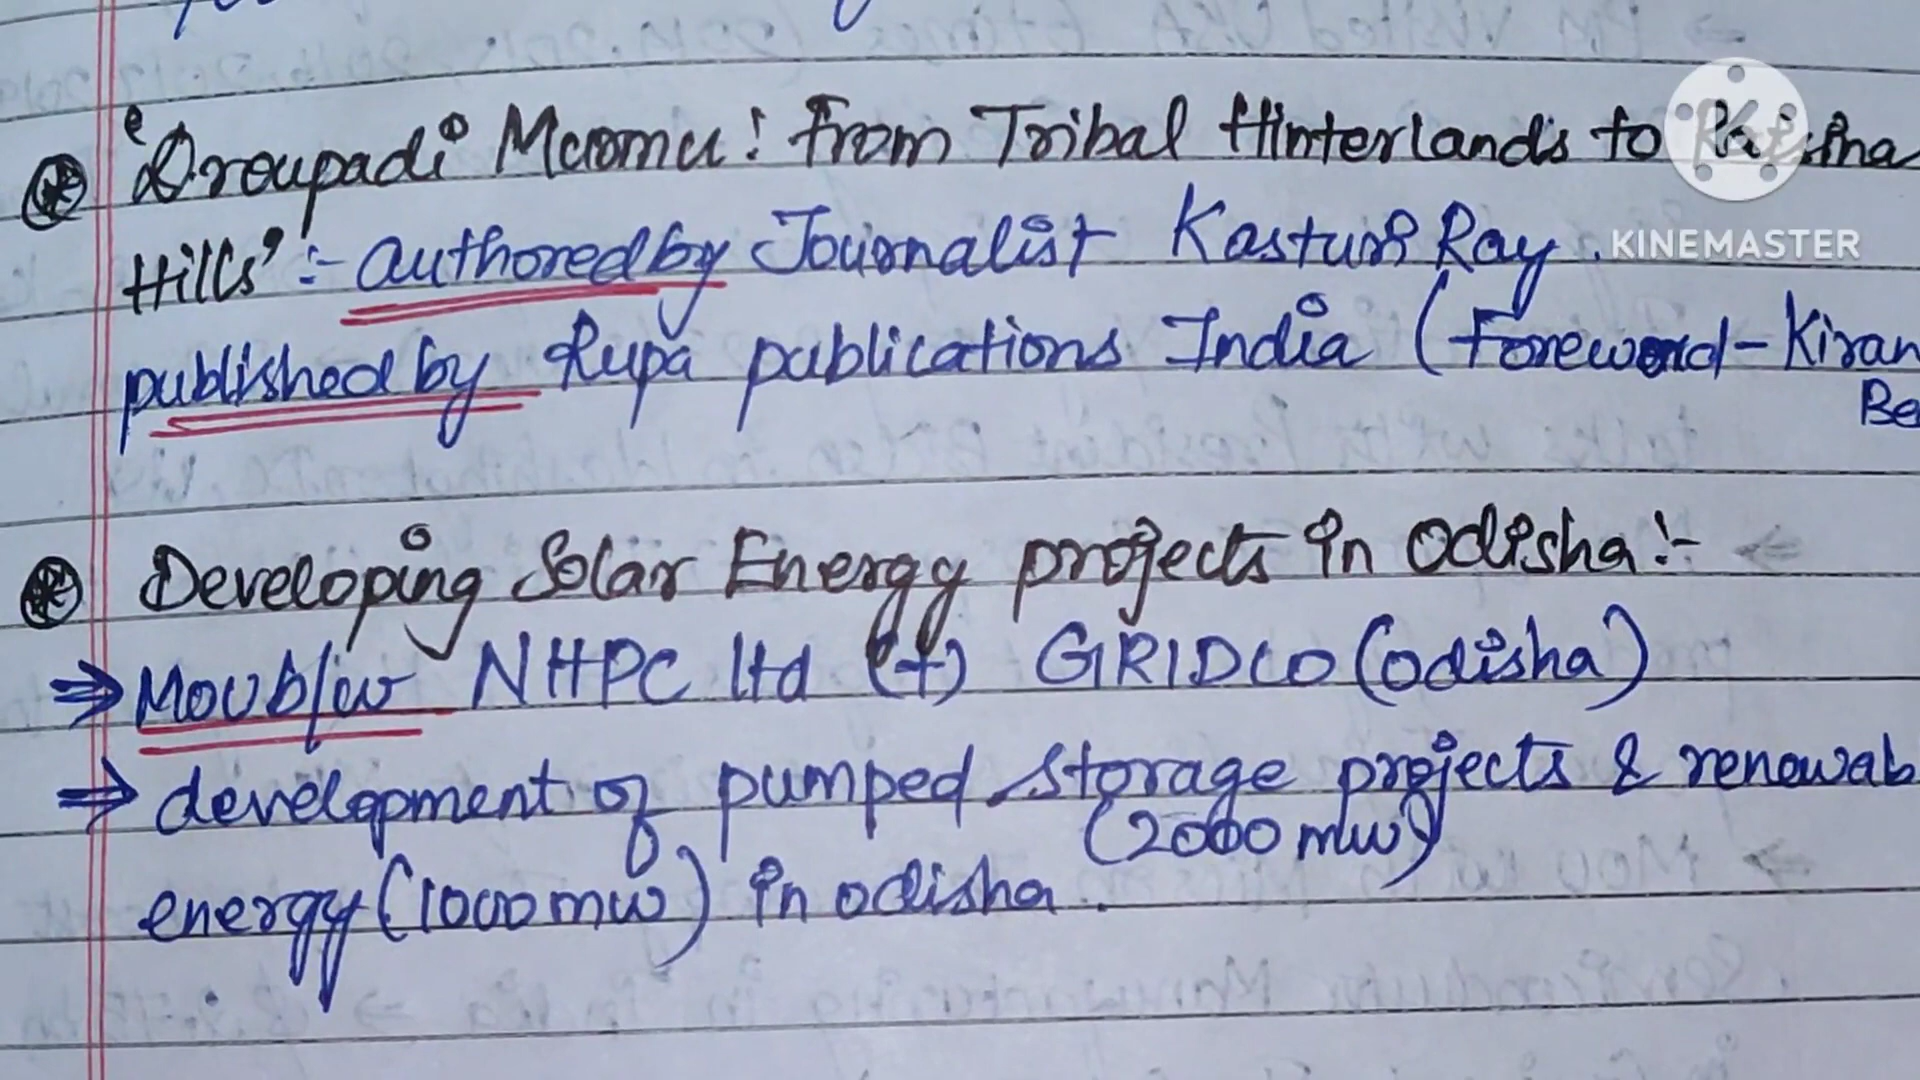 'Droupadi Murmu: From Tribal Hinterlands to Raisina
KINEMASTER
Hills' :- authored by Journalist Kasturi Ray.
published by Rupa publications India (Foreword - Kiran
Be
Developing Solar Energy projects in Odisha :-
⇒ Mou b/w NHPC ltd (+) GRIDCO (Odisha)
⇒ development of pumped storage projects & renewab
(2000 mw)
energy (1000 mw) in odisha.